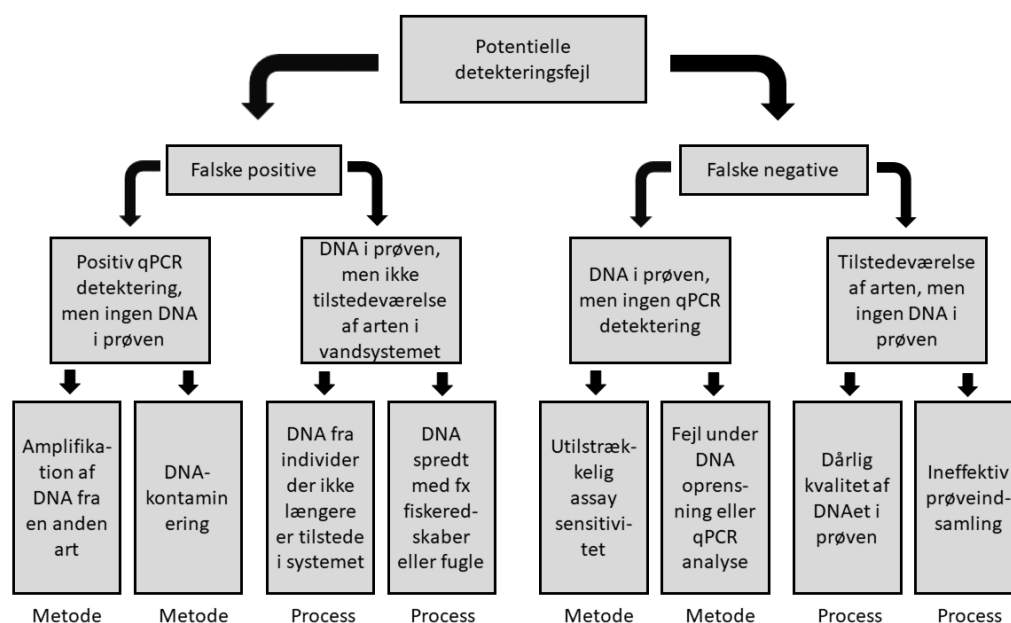 Potentielle
detekteringsfejl
Falske positive
Falske negative
Positiv qPCR
detektering,
men ingen DNA
i prøven
DNA i prøven,
men ikke
tilstedeværelse
af arten i
vandsystemet
DNA i prøven,
men ingen qPCR
detektering
Tilstedeværelse
af arten, men
ingen DNA i
prøven
Amplifika-
tion af
DNA fra
en anden
art
DNA-
kontamin
ering
DNA fra
individer
der ikke
længere
er tilstede
i systemet
DNA
spredt
med fx
fiskered-
skaber
eller fugle
Utilstræk-
kelig
assay
sensitivi-
tet
Fejl under
DNA
oprens-
ning eller
qPCR
analyse
Dårlig
kvalitet af
DNAet i
prøven
Ineffektiv
prøveind-
samling
Metode
Metode
Process
Process
Metode
Metode
Process
Process